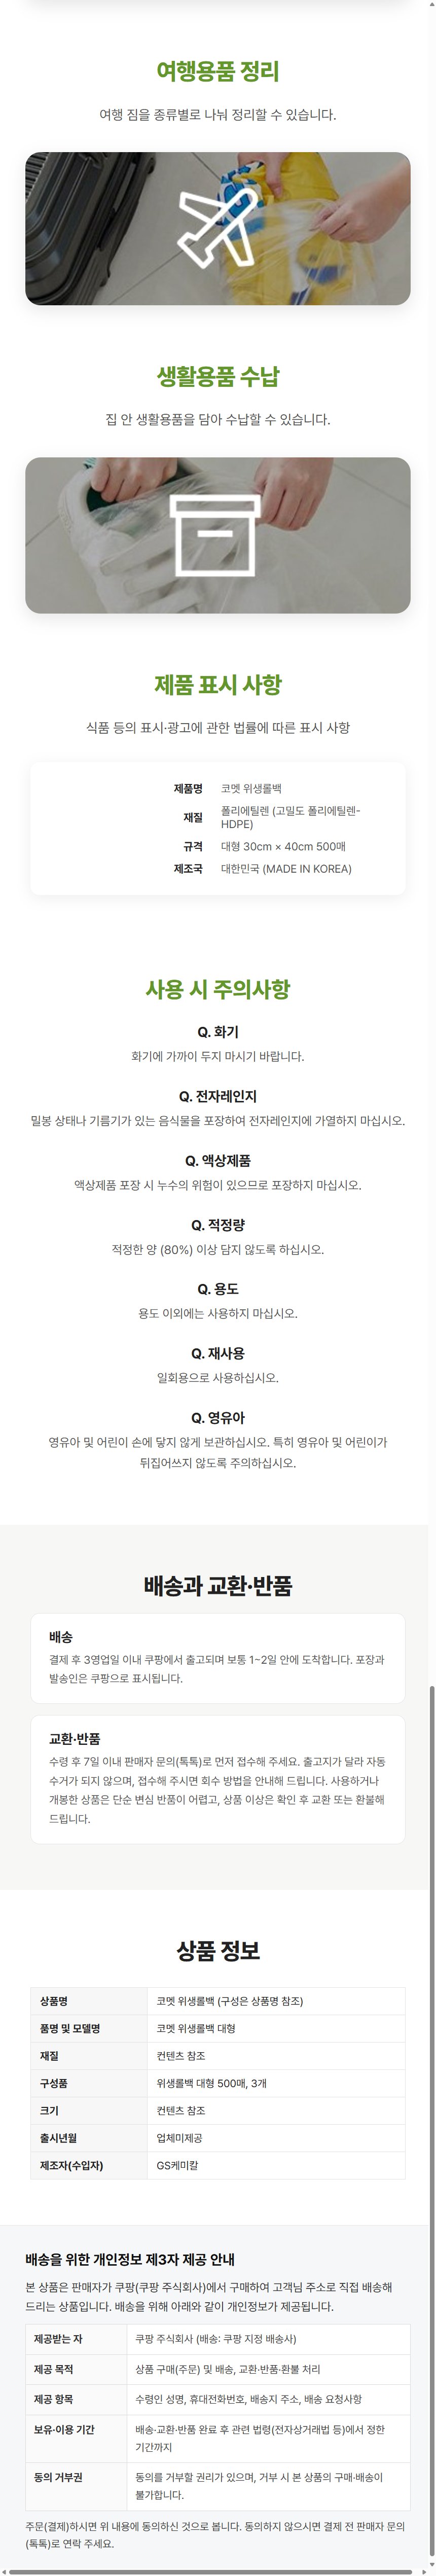 여행용품 정리
여행 짐을 종류별로 나눠 정리할 수 있습니다.
생활용품 수납
집 안 생활용품을 담아 수납할 수 있습니다.
제품 표시 사항
식품 등의 표시·광고에 관한 법률에 따른 표시 사항
제품명 코멧 위생롤백
재질 폴리에틸렌 (고밀도 폴리에틸렌-
HDPE)
규격 대형 30cm × 40cm 500매
제조국 대한민국 (MADE IN KOREA)
사용 시 주의사항
Q. 화기
화기에 가까이 두지 마시기 바랍니다.
Q. 전자레인지
밀봉 상태나 기름기가 있는 음식물을 포장하여 전자레인지에 가열하지 마십시오.
Q. 액상제품
액상제품 포장 시 누수의 위험이 있으므로 포장하지 마십시오.
Q. 적정량
적정한 양 (80%) 이상 담지 않도록 하십시오.
Q. 용도
용도 이외에는 사용하지 마십시오.
Q. 재사용
일회용으로 사용하십시오.
Q. 영유아
영유아 및 어린이 손에 닿지 않게 보관하십시오. 특히 영유아 및 어린이가
뒤집어쓰지 않도록 주의하십시오.
배송과 교환·반품
배송
결제 후 3영업일 이내 쿠팡에서 출고되며 보통 1~2일 안에 도착합니다. 포장과
발송인은 쿠팡으로 표시됩니다.
교환·반품
수령 후 7일 이내 판매자 문의(톡톡)로 먼저 접수해 주세요. 출고지가 달라 자동
수거가 되지 않으며, 접수해 주시면 회수 방법을 안내해 드립니다. 사용하거나
개봉한 상품은 단순 변심 반품이 어렵고, 상품 이상은 확인 후 교환 또는 환불해
드립니다.
상품 정보
상품명 코멧 위생롤백 (구성은 상품명 참조)
품명 및 모델명 코멧 위생롤백 대형
재질 컨텐츠 참조
구성품 위생롤백 대형 500매, 3개
크기 컨텐츠 참조
출시년월 업체미제공
제조자(수입자) GS케미칼
배송을 위한 개인정보 제3자 제공 안내
본 상품은 판매자가 쿠팡(쿠팡 주식회사)에서 구매하여 고객님 주소로 직접 배송해
드리는 상품입니다. 배송을 위해 아래와 같이 개인정보가 제공됩니다.
제공받는 자 쿠팡 주식회사 (배송: 쿠팡 지정 배송사)
제공 목적 상품 구매(주문) 및 배송, 교환·반품·환불 처리
제공 항목 수령인 성명, 휴대전화번호, 배송지 주소, 배송 요청사항
보유·이용 기간 배송·교환·반품 완료 후 관련 법령(전자상거래법 등)에서 정한
기간까지
동의 거부권 동의를 거부할 권리가 있으며, 거부 시 본 상품의 구매·배송이
불가합니다.
주문(결제)하시면 위 내용에 동의하신 것으로 봅니다. 동의하지 않으시면 결제 전 판매자 문의
(톡톡)로 연락 주세요.